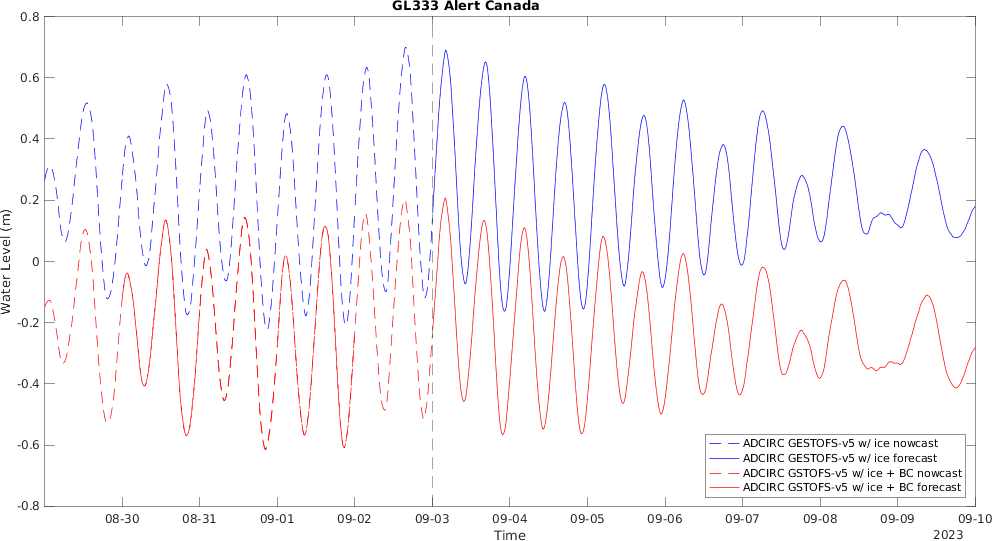 GL333 Alert Canada
0.8
0.6
0.4
0.2
0
-0.2
-0.4
-0.6
-0.8
Water Level (m)
08-30 08-31 09-01 09-02 09-03 09-04 09-05 09-06 09-07 09-08 09-09 09-10
Time
2023
ADCIRC GESTOFS-v5 w/ ice nowcast
ADCIRC GESTOFS-v5 w/ ice forecast
ADCIRC GSTOFS-v5 w/ ice + BC nowcast
ADCIRC GSTOFS-v5 w/ ice + BC forecast